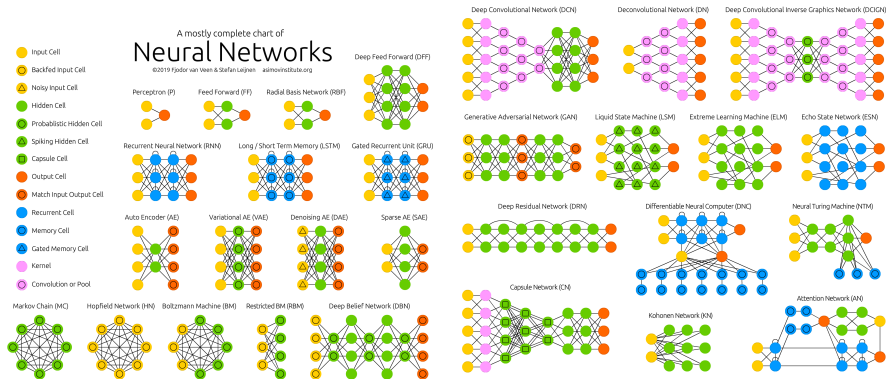 A mostly complete chart of
Neural Networks
©2019 Fjodor van Veen & Stefan Leijnen asimovinstitute.org
Input Cell
Backfed Input Cell
Noisy Input Cell
Hidden Cell
Probablistic Hidden Cell
Spiking Hidden Cell
Capsule Cell
Output Cell
Match Input Output Cell
Recurrent Cell
Memory Cell
Gated Memory Cell
Kernel
Convolution or Pool
Perceptron (P)
Feed Forward (FF)
Radial Basis Network (RBF)
Deep Feed Forward (DFF)
Recurrent Neural Network (RNN)
Long / Short Term Memory (LSTM)
Gated Recurrent Unit (GRU)
Auto Encoder (AE)
Variational AE (VAE)
Denoising AE (DAE)
Sparse AE (SAE)
Markov Chain (MC)
Hopfield Network (HN)
Boltzmann Machine (BM)
Restricted BM (RBM)
Deep Belief Network (DBN)
Deep Convolutional Network (DCN)
Deconvolutional Network (DN)
Deep Convolutional Inverse Graphics Network (DCIGN)
Generative Adversarial Network (GAN)
Liquid State Machine (LSM)
Extreme Learning Machine (ELM)
Echo State Network (ESN)
Deep Residual Network (DRN)
Differentiable Neural Computer (DNC)
Neural Turing Machine (NTM)
Capsule Network (CN)
Kohonen Network (KN)
Attention Network (AN)